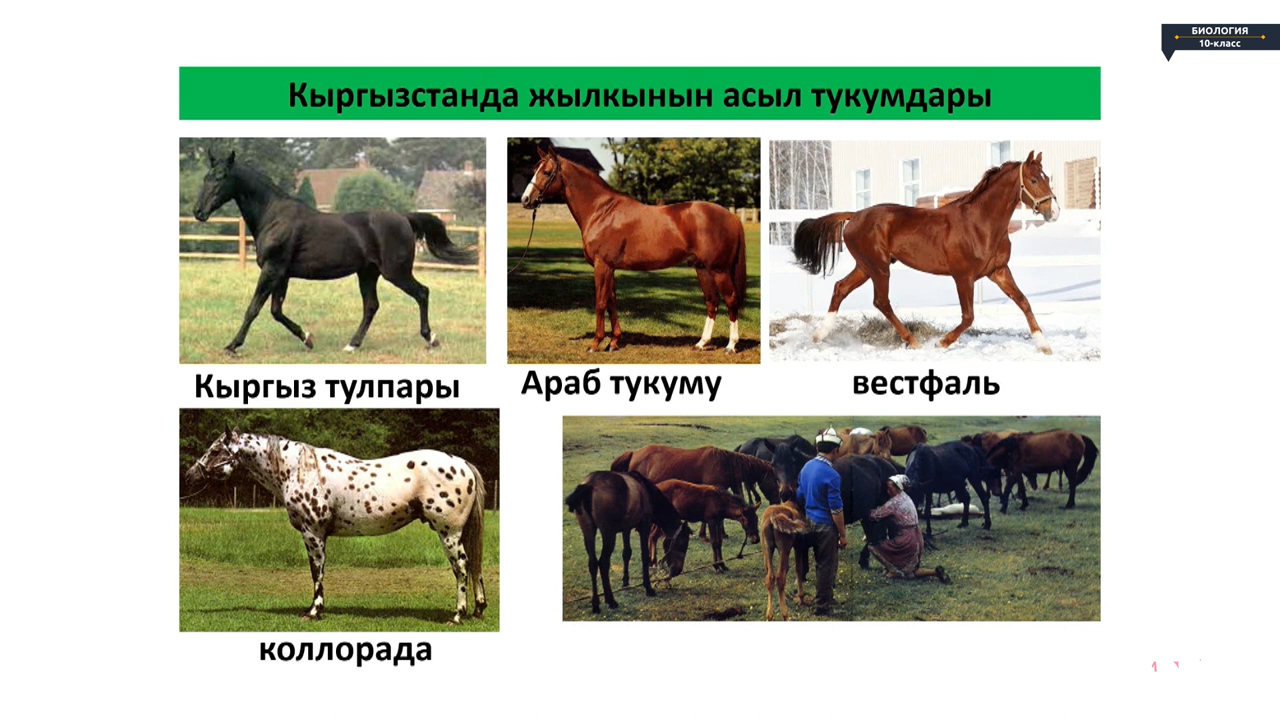 БИОЛОГИЯ
10-класс
Кыргызстанда жылкынын асыл тукумдары
Кыргыз тулпары
Араб тукуму
вестфаль
коллорада